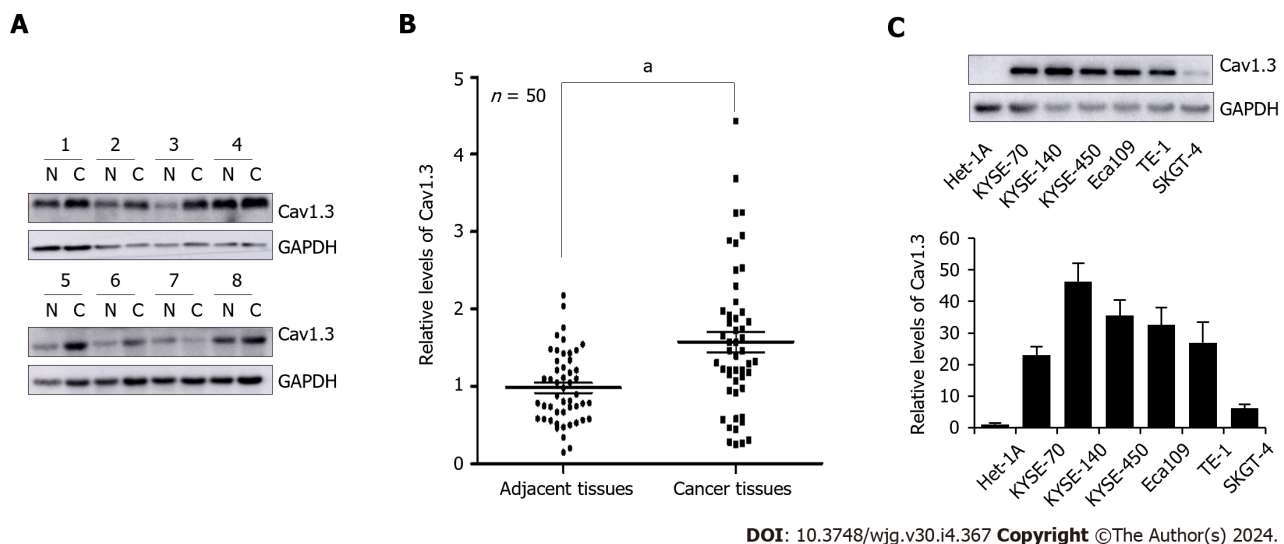 A
1 2 3 4
N C N C N C N C
Cav1.3
GAPDH
5 6 7 8
N C N C N C N C
Cav1.3
GAPDH
B
a
n = 50
Relative levels of Cav1.3
5
4
3
2
1
0
Adjacent tissues Cancer tissues
C
Cav1.3
GAPDH
Het-1A KYSE-70 KYSE-140 KYSE-450 Eca109 TE-1 SKGT-4
Relative levels of Cav1.3
60
50
40
30
20
10
0
Het-1A KYSE-70 KYSE-140 KYSE-450 Eca109 TE-1 SKGT-4
DOI: 10.3748/wjg.v30.i4.367 Copyright ©The Author(s) 2024.